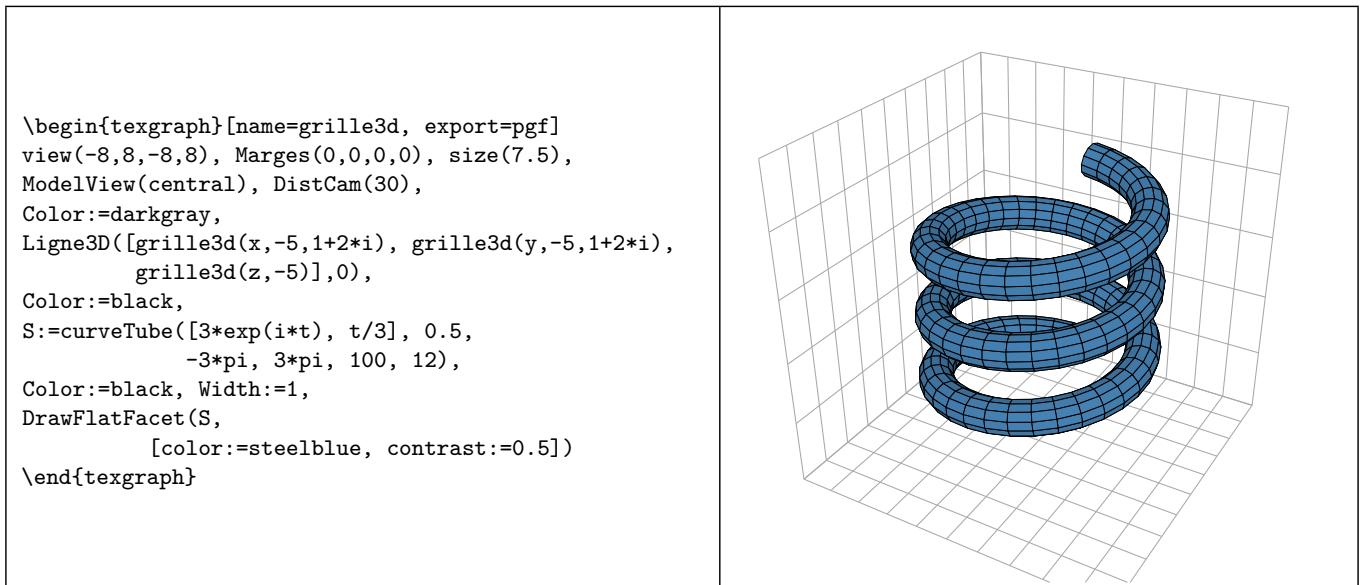 \begin{texgraph}[name=grille3d, export=pgf]
view(-8,8,-8,8), Marges(0,0,0,0), size(7.5),
ModelView(central), DistCam(30),
Color:=darkgray,
Ligne3D([grille3d(x,-5,1+2*i), grille3d(y,-5,1+2*i),
         grille3d(z,-5)],0),
Color:=black,
S:=curveTube([3*exp(i*t), t/3], 0.5,
             -3*pi, 3*pi, 100, 12),
Color:=black, Width:=1,
DrawFlatFacet(S,
          [color:=steelblue, contrast:=0.5])
\end{texgraph}